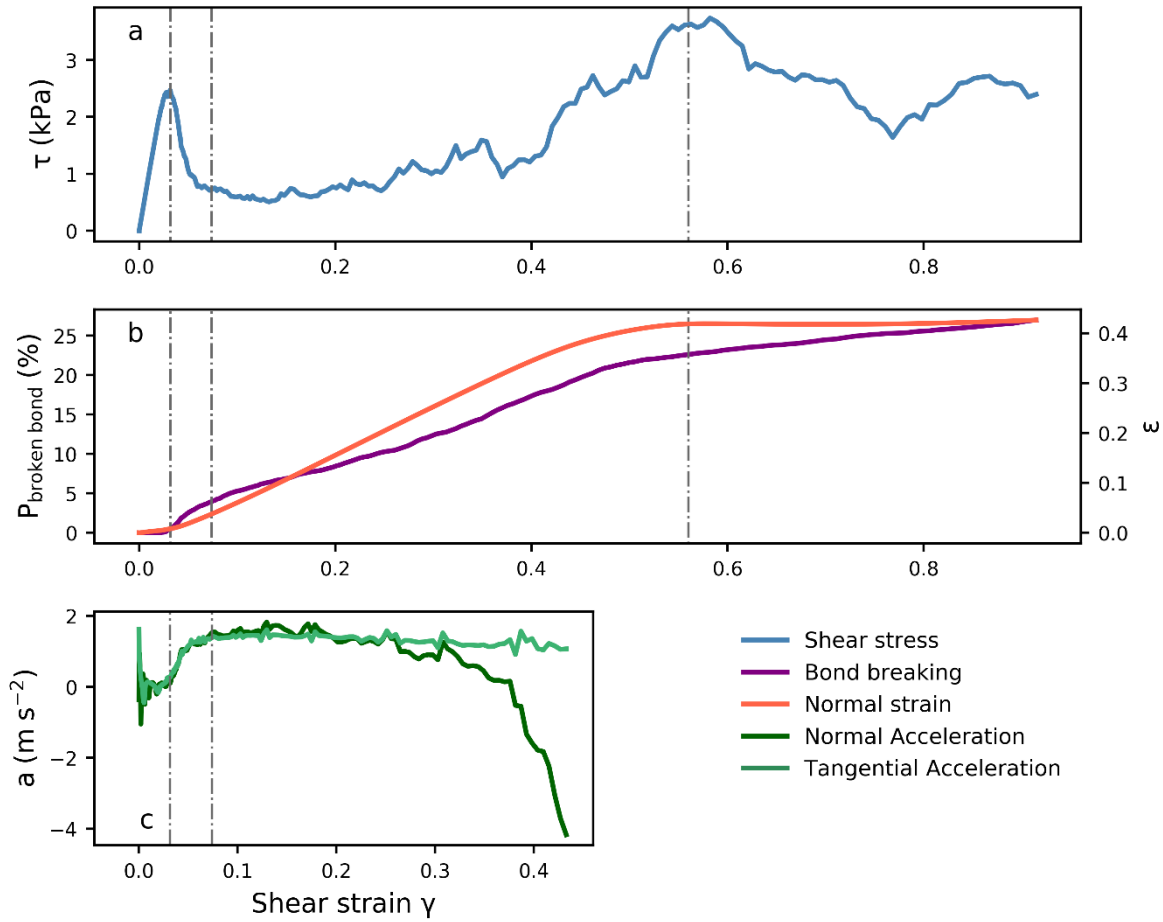 a
τ (kPa)
3
2
1
0
0.0 0.2 0.4 0.6 0.8
b
P_broken bond (%)
25
20
15
10
5
0
0.4
0.3
0.2
0.1
0.0
ε
0.0 0.2 0.4 0.6 0.8
a (m s⁻²)
2
0
−2
−4
c
0.0 0.1 0.2 0.3 0.4
Shear strain γ
Shear stress
Bond breaking
Normal strain
Normal Acceleration
Tangential Acceleration